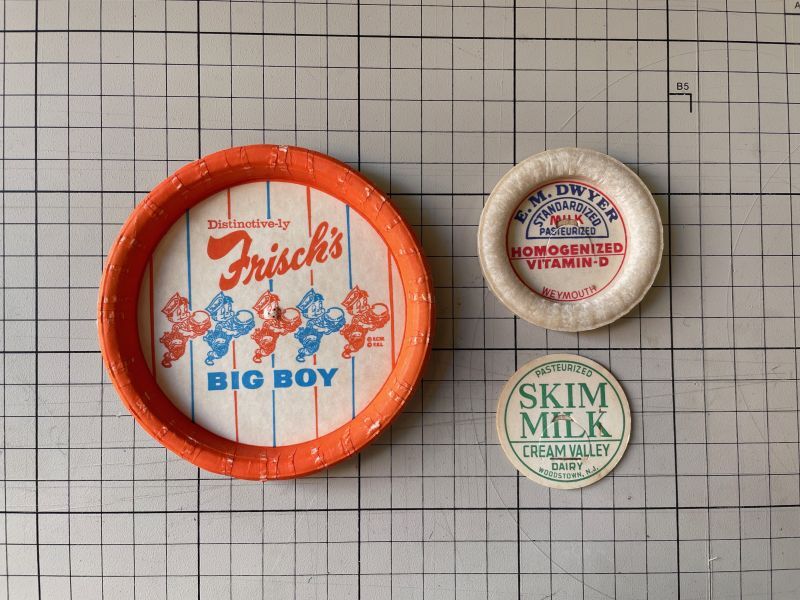 Distinctive-ly
Frisch's
BIG BOY
E. M. DWYER
STANDARDIZED
MILK
PASTEURIZED
HOMOGENIZED
VITAMIN-D
WEYMOUTH
PASTEURIZED
SKIM
MILK
CREAM VALLEY
DAIRY
WOODSTOWN, N.J.
B5